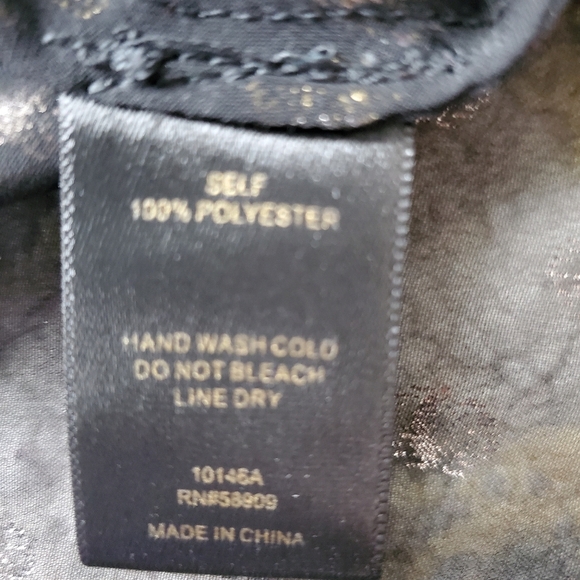 SELF
100% POLYESTER
HAND WASH COLD
DO NOT BLEACH
LINE DRY
10146A
RN#58909
MADE IN CHINA